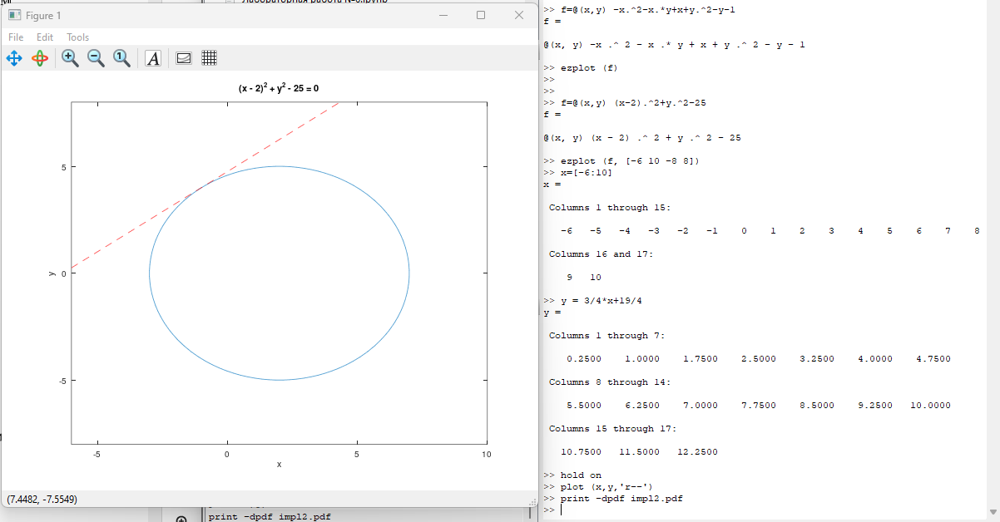 Лабораторная работа №6.ipynb
Figure 1
File Edit Tools
(x - 2)² + y² - 25 = 0
y
5
0
-5
-5 0 5 10
x
(7.4482, -7.5549)
print -dpdf impl2.pdf
>> f=@(x,y) -x.^2-x.*y+x+y.^2-y-1
f =
@(x, y) -x .^ 2 - x .* y + x + y .^ 2 - y - 1
>> ezplot (f)
>>
>>
>> f=@(x,y) (x-2).^2+y.^2-25
f =
@(x, y) (x - 2) .^ 2 + y .^ 2 - 25
>> ezplot (f, [-6 10 -8 8])
>> x=[-6:10]
x =
Columns 1 through 15:
-6 -5 -4 -3 -2 -1 0 1 2 3 4 5 6 7 8
Columns 16 and 17:
9 10
>> y = 3/4*x+19/4
y =
Columns 1 through 7:
0.2500 1.0000 1.7500 2.5000 3.2500 4.0000 4.7500
Columns 8 through 14:
5.5000 6.2500 7.0000 7.7500 8.5000 9.2500 10.0000
Columns 15 through 17:
10.7500 11.5000 12.2500
>> hold on
>> plot (x,y,'r--')
>> print -dpdf impl2.pdf
>>